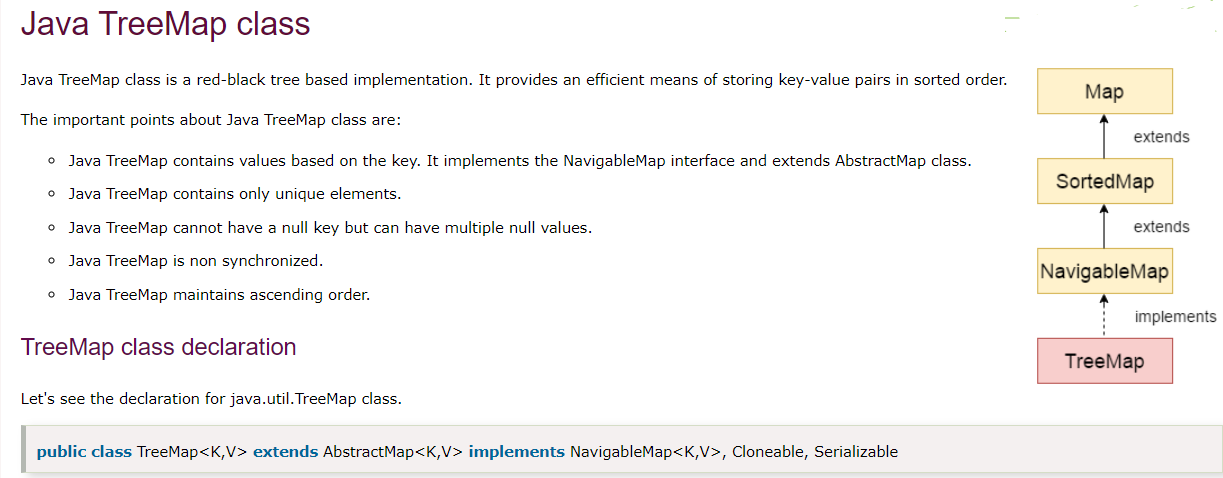 Java TreeMap class
Java TreeMap class is a red-black tree based implementation. It provides an efficient means of storing key-value pairs in sorted order.
The important points about Java TreeMap class are:
Java TreeMap contains values based on the key. It implements the NavigableMap interface and extends AbstractMap class.
Java TreeMap contains only unique elements.
Java TreeMap cannot have a null key but can have multiple null values.
Java TreeMap is non synchronized.
Java TreeMap maintains ascending order.
TreeMap class declaration
Let's see the declaration for java.util.TreeMap class.
public class TreeMap<K,V> extends AbstractMap<K,V> implements NavigableMap<K,V>, Cloneable, Serializable
Map
extends
SortedMap
extends
NavigableMap
implements
TreeMap